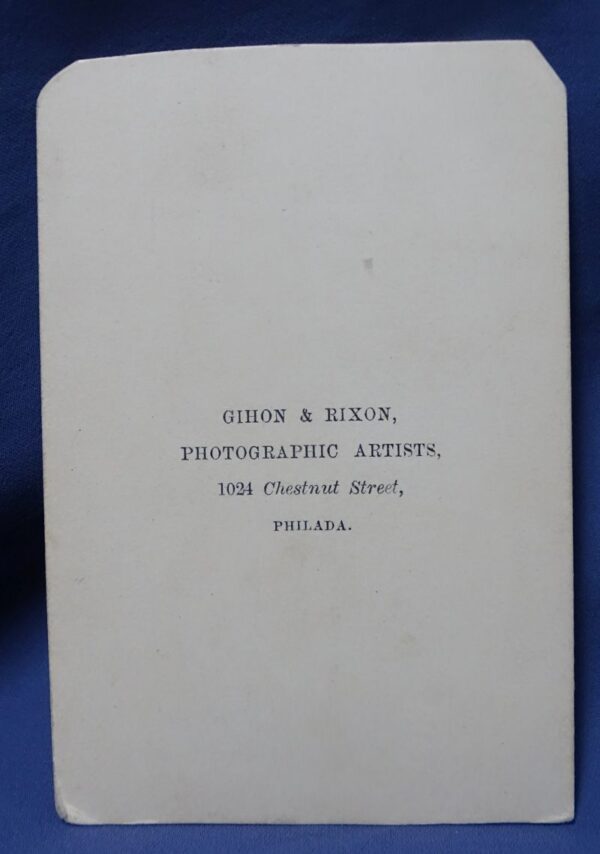 GIHON & RIXON,
PHOTOGRAPHIC ARTISTS,
1024 Chestnut Street,
PHILADA.